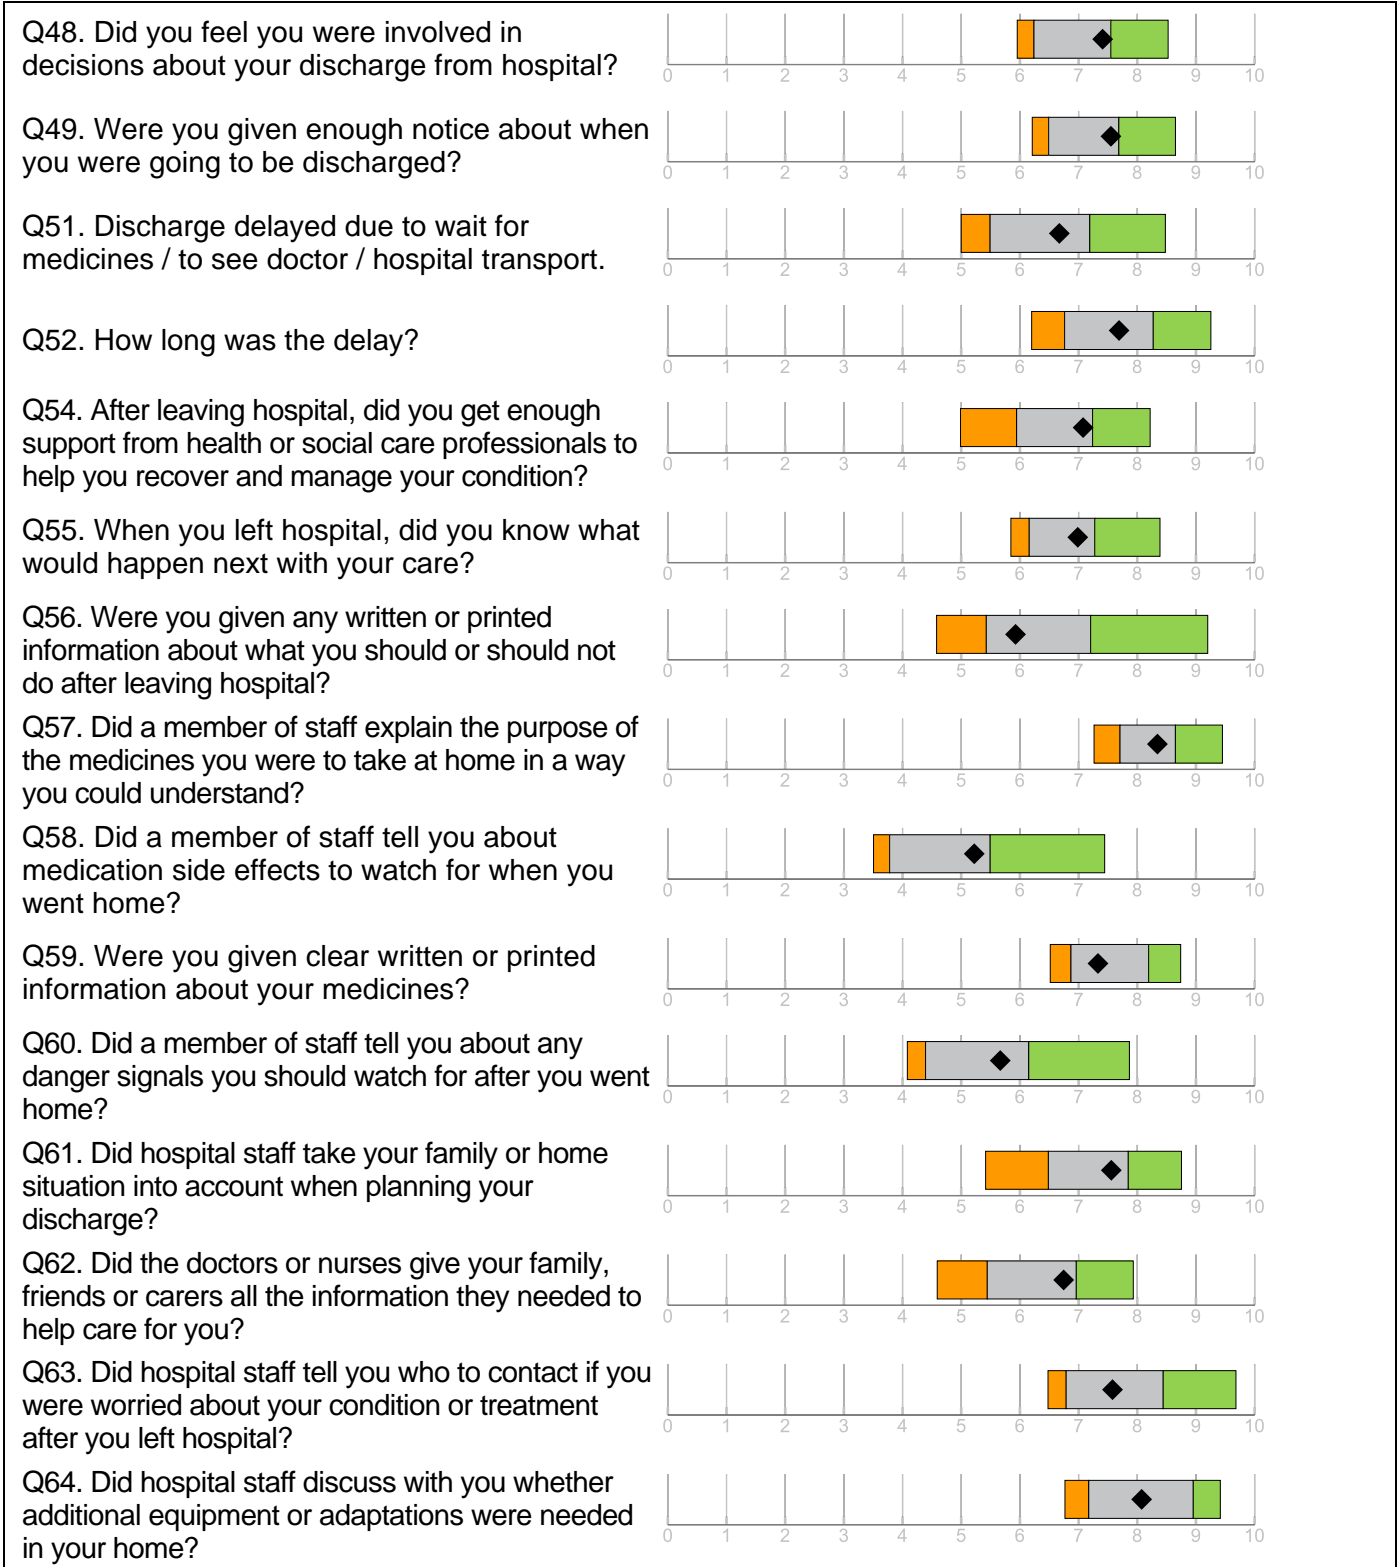 Q48. Did you feel you were involved in
decisions about your discharge from hospital?
0 1 2 3 4 5 6 7 8 9 10
Q49. Were you given enough notice about when
you were going to be discharged?
0 1 2 3 4 5 6 7 8 9 10
Q51. Discharge delayed due to wait for
medicines / to see doctor / hospital transport.
0 1 2 3 4 5 6 7 8 9 10
Q52. How long was the delay?
0 1 2 3 4 5 6 7 8 9 10
Q54. After leaving hospital, did you get enough
support from health or social care professionals to
help you recover and manage your condition?
0 1 2 3 4 5 6 7 8 9 10
Q55. When you left hospital, did you know what
would happen next with your care?
0 1 2 3 4 5 6 7 8 9 10
Q56. Were you given any written or printed
information about what you should or should not
do after leaving hospital?
0 1 2 3 4 5 6 7 8 9 10
Q57. Did a member of staff explain the purpose of
the medicines you were to take at home in a way
you could understand?
0 1 2 3 4 5 6 7 8 9 10
Q58. Did a member of staff tell you about
medication side effects to watch for when you
went home?
0 1 2 3 4 5 6 7 8 9 10
Q59. Were you given clear written or printed
information about your medicines?
0 1 2 3 4 5 6 7 8 9 10
Q60. Did a member of staff tell you about any
danger signals you should watch for after you went
home?
0 1 2 3 4 5 6 7 8 9 10
Q61. Did hospital staff take your family or home
situation into account when planning your
discharge?
0 1 2 3 4 5 6 7 8 9 10
Q62. Did the doctors or nurses give your family,
friends or carers all the information they needed to
help care for you?
0 1 2 3 4 5 6 7 8 9 10
Q63. Did hospital staff tell you who to contact if you
were worried about your condition or treatment
after you left hospital?
0 1 2 3 4 5 6 7 8 9 10
Q64. Did hospital staff discuss with you whether
additional equipment or adaptations were needed
in your home?
0 1 2 3 4 5 6 7 8 9 10